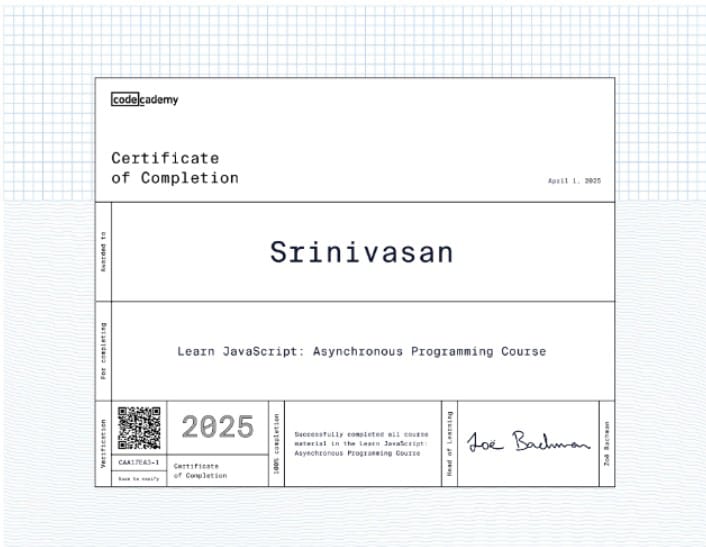 codecademy
Certificate
of Completion
April 1, 2025
Awarded to
Srinivasan
For completing
Learn JavaScript: Asynchronous Programming Course
Verification
CAA17EA3-1
Scan to verify
2025
Certificate
of Completion
100% completion
Successfully completed all course
material in the Learn JavaScript:
Asynchronous Programming Course
Head of Learning
Zoë Bachman
Zoë Bachman